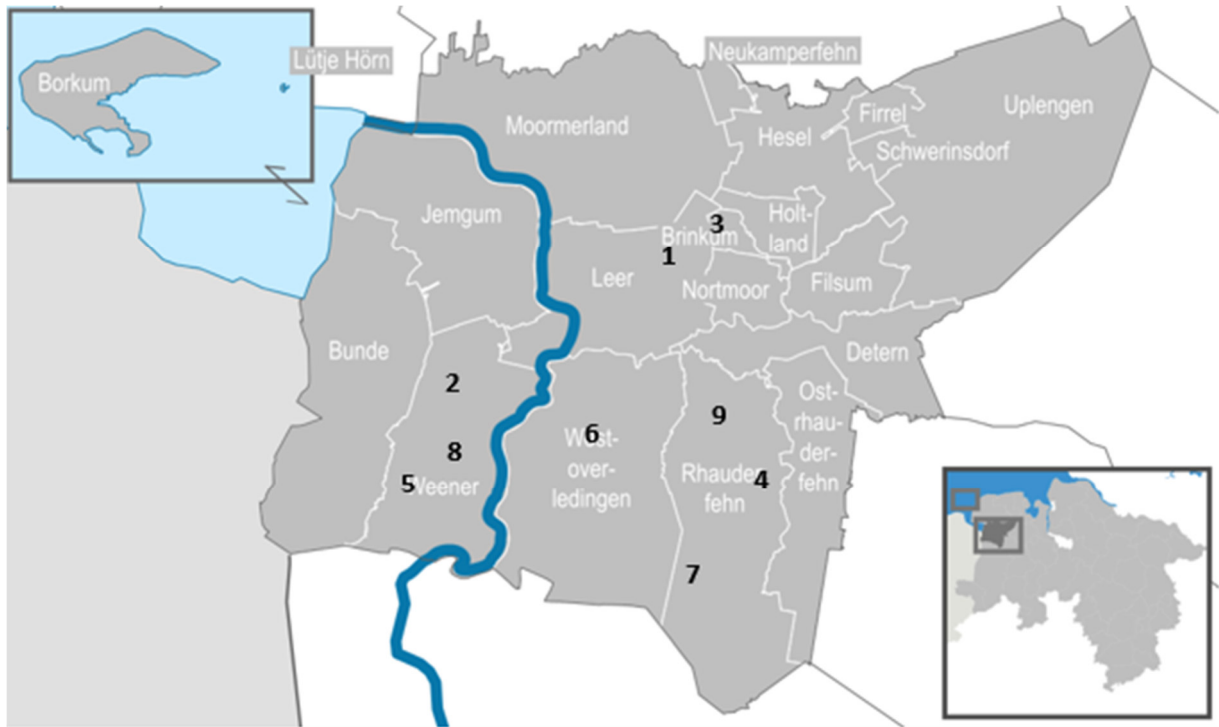 Borkum
Lütje Hörn
Neukamperfehn
Moormerland
Hesel
Firrel
Uplengen
Schwerinsdorf
Jemgum
Brinkum
3
Holt-
land
1
Leer
Nortmoor
Filsum
Bunde
Detern
2
Ost-
rhau-
der-
fehn
9
6
West-
over-
ledingen
8
5
Weener
Rhauder
fehn
4
7